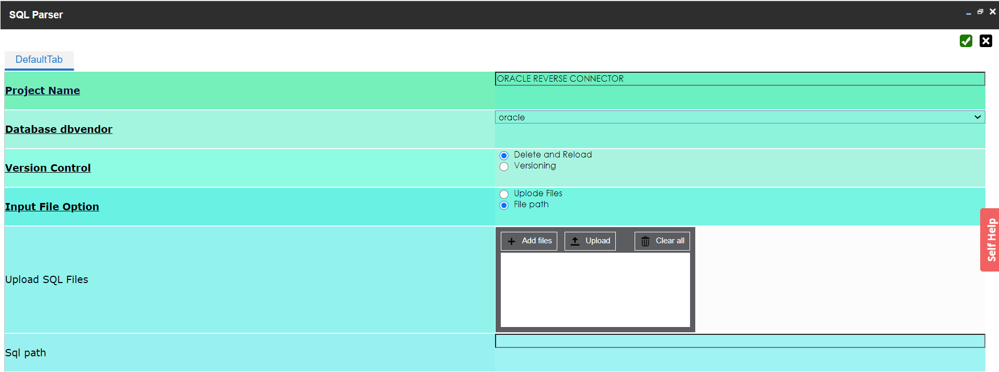 SQL Parser
DefaultTab
Project Name
ORACLE REVERSE CONNECTOR
Database dbvendor
oracle
Version Control
Delete and Reload
Versioning
Input File Option
Uplode Files
File path
Upload SQL Files
Add files
Upload
Clear all
Sql path
Self Help